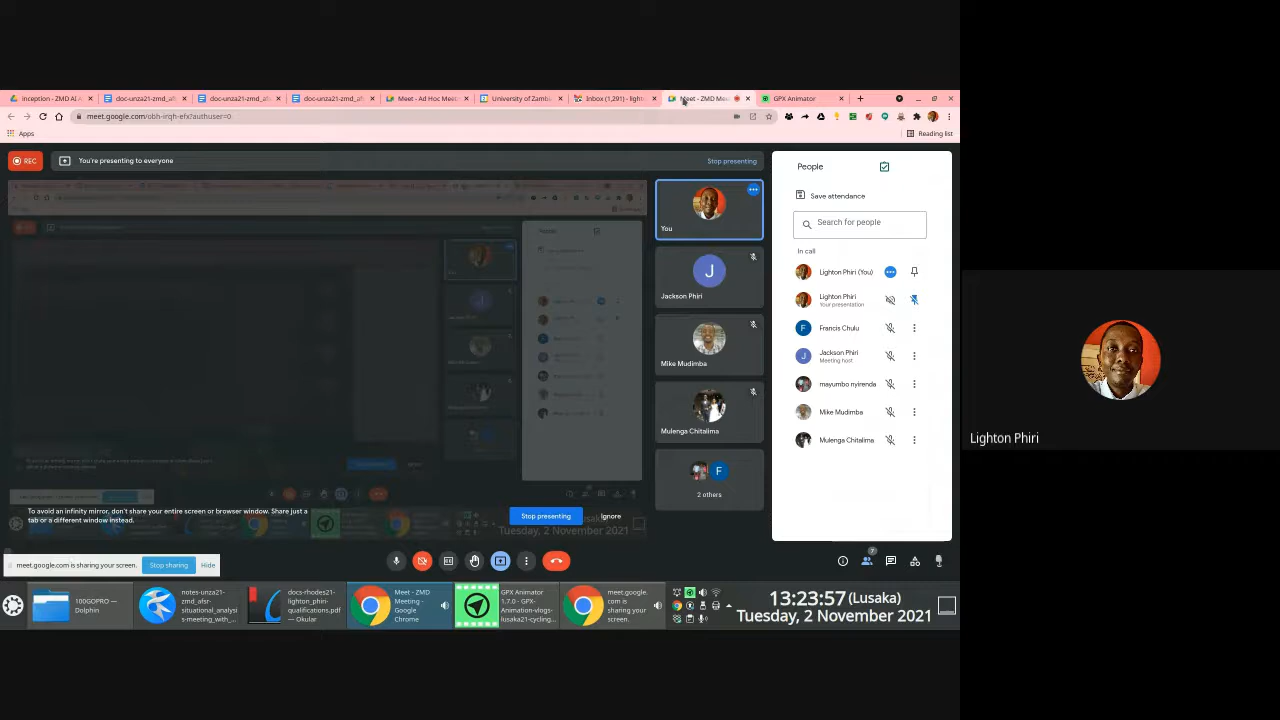 inception - ZMD AI A
doc-unza21-zmd_afs
doc-unza21-zmd_afs
doc-unza21-zmd_afs
Meet - Ad Hoc Meet
University of Zamb
Inbox (1,291) - light
Meet - ZMD Me
GPX Animator
meet.google.com/obh-irqh-efx?authuser=0
Apps
Reading list
REC
You're presenting to everyone
Stop presenting
You
J
Jackson Phiri
Mike Mudimba
Mulenga Chitalima
F
2 others
People
Save attendance
Search for people
In call
Lighton Phiri (You)
Lighton Phiri
Your presentation
F
Francis Chulu
J
Jackson Phiri
Meeting host
mayumbo nyirenda
Mike Mudimba
Mulenga Chitalima
Lighton Phiri
To avoid an infinity mirror, don't share your entire screen or browser window. Share just a
tab or a different window instead.
Stop presenting
Ignore
Tuesday, 2 November 2021
meet.google.com is sharing your screen.
Stop sharing
Hide
7
100GOPRO —
Dolphin
notes-unza21-
zmd_afsr-
situational_analysi
s-meeting_with_...
docs-rhodes21-
lighton_phiri-
qualifications.pdf
— Okular
Meet - ZMD
Meeting -
Google
Chrome
GPX Animator
1.7.0 - GPX-
Animation-vlogs-
lusaka21-cycling...
meet.google.
com is sharing
your screen.
13:23:57 (Lusaka)
Tuesday, 2 November 2021